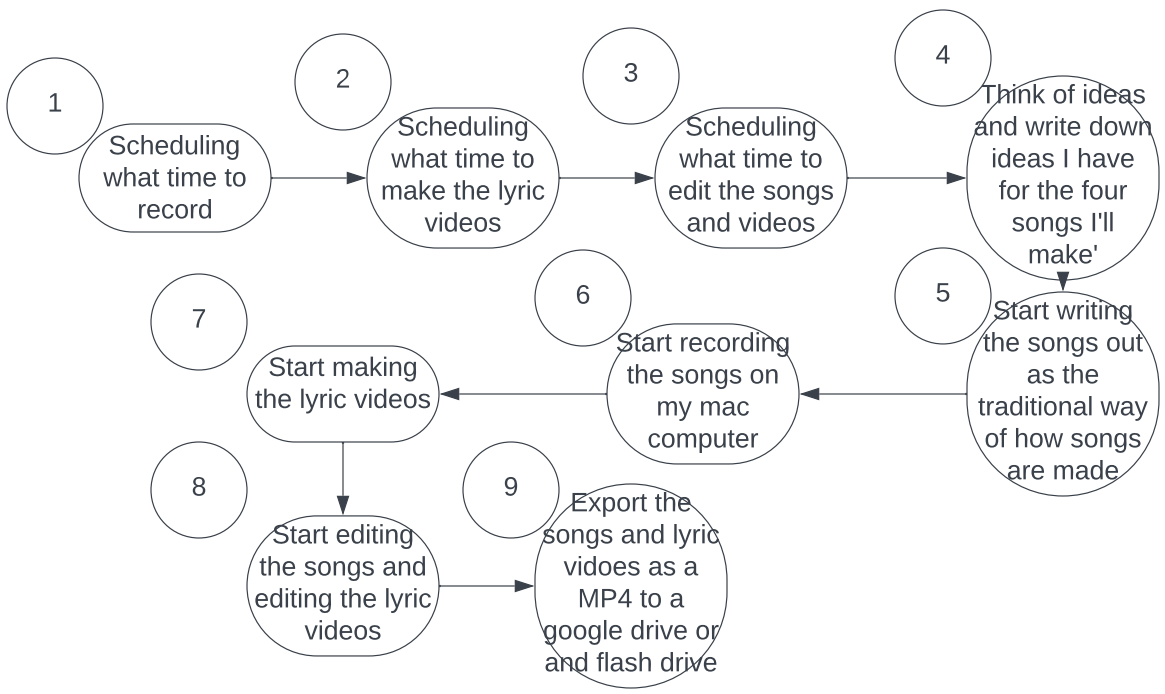 1
Scheduling
what time to
record
2
Scheduling
what time to
make the lyric
videos
3
Scheduling
what time to
edit the songs
and videos
4
Think of ideas
and write down
ideas I have
for the four
songs I'll
make'
5
Start writing
the songs out
as the
traditional way
of how songs
are made
6
Start recording
the songs on
my mac
computer
7
Start making
the lyric videos
8
Start editing
the songs and
editing the lyric
videos
9
Export the
songs and lyric
vidoes as a
MP4 to a
google drive or
and flash drive